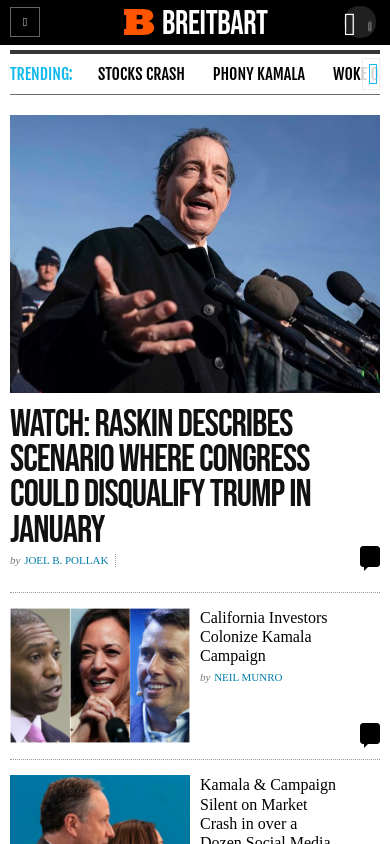 B BREITBART
TRENDING: STOCKS CRASH PHONY KAMALA WOKE
WATCH: RASKIN DESCRIBES
SCENARIO WHERE CONGRESS
COULD DISQUALIFY TRUMP IN
JANUARY
by JOEL B. POLLAK
California Investors
Colonize Kamala
Campaign
by NEIL MUNRO
Kamala & Campaign
Silent on Market
Crash in over a
Dozen Social Media